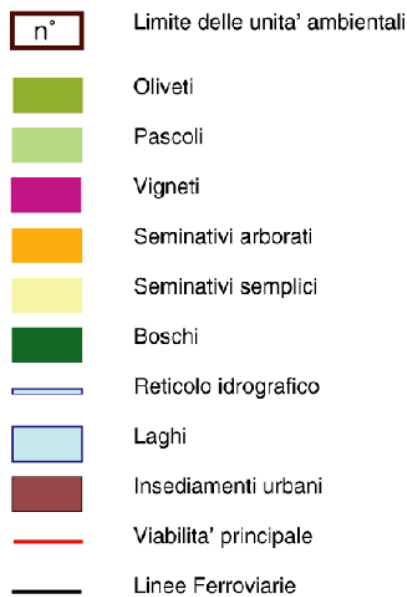 n° Limite delle unita' ambientali
Oliveti
Pascoli
Vigneti
Seminativi arborati
Seminativi semplici
Boschi
Reticolo idrografico
Laghi
Insediamenti urbani
Viabilita' principale
Linee Ferroviarie